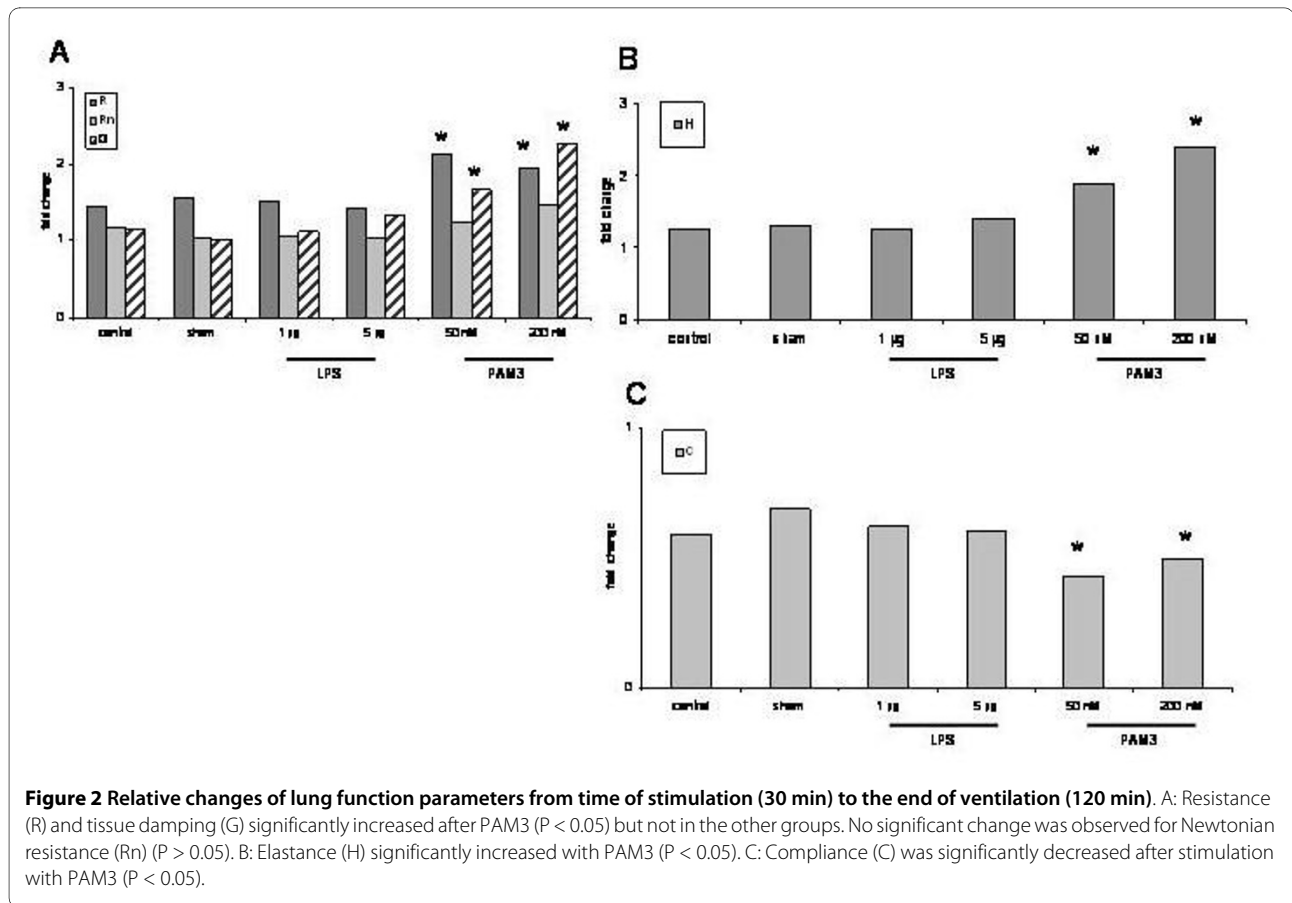 A
3
2
1
0
fold change
R
Rn
G
* * * *
control sham 1 µg 5 µg 50 nM 200 nM
LPS PAM3
B
3
2
1
0
fold change
H
* *
control sham 1 µg 5 µg 50 nM 200 nM
LPS PAM3
C
1
0
fold change
C
* *
control sham 1 µg 5 µg 50 nM 200 nM
LPS PAM3
Figure 2 Relative changes of lung function parameters from time of stimulation (30 min) to the end of ventilation (120 min). A: Resistance
(R) and tissue damping (G) significantly increased after PAM3 (P < 0.05) but not in the other groups. No significant change was observed for Newtonian
resistance (Rn) (P > 0.05). B: Elastance (H) significantly increased with PAM3 (P < 0.05). C: Compliance (C) was significantly decreased after stimulation
with PAM3 (P < 0.05).